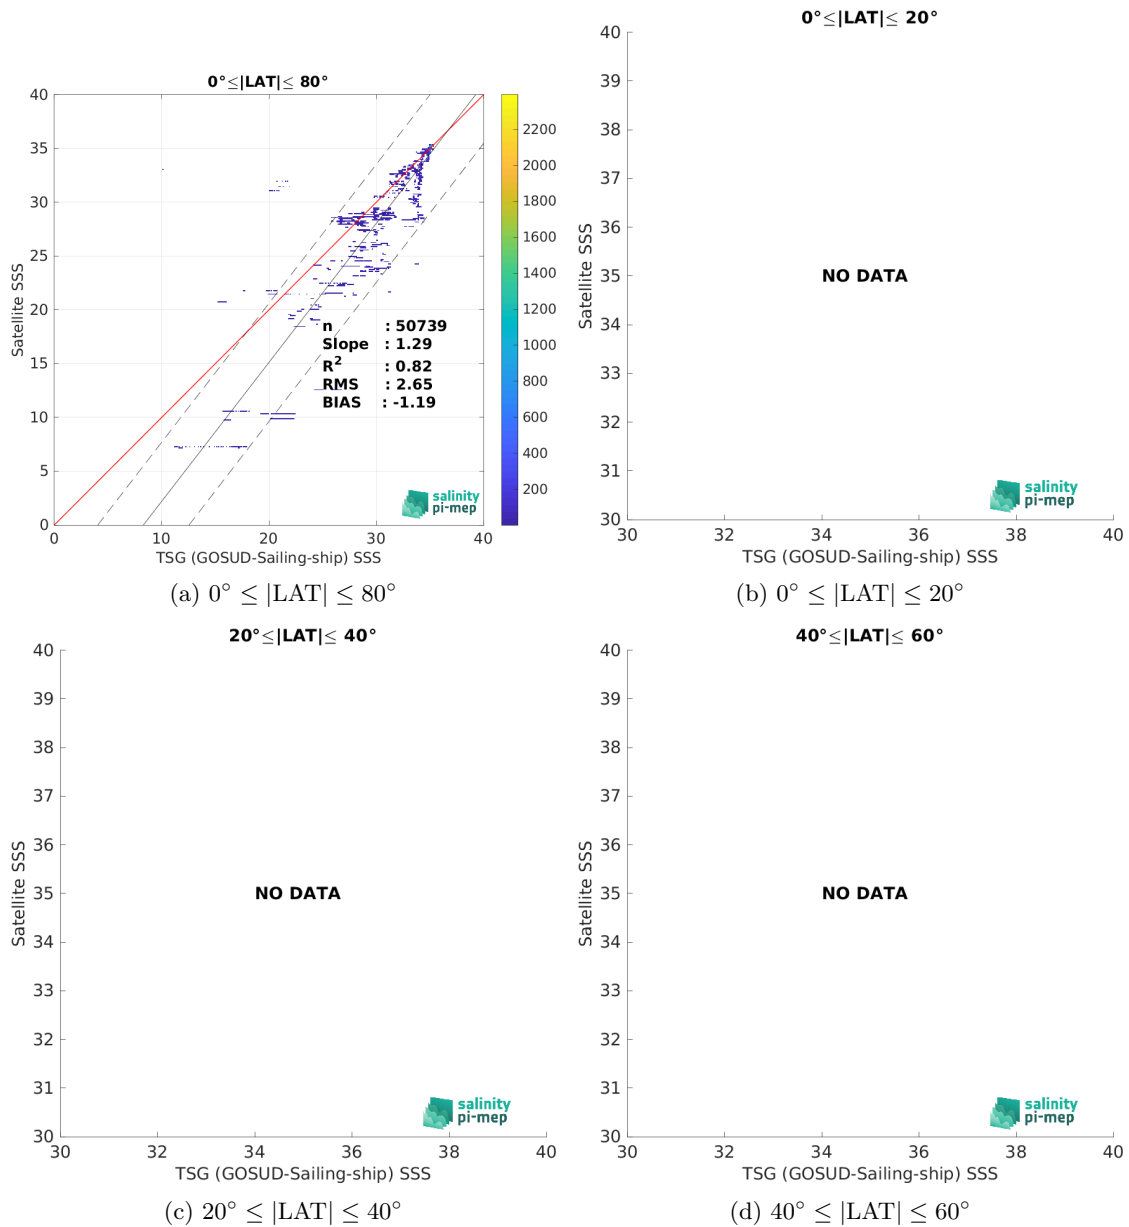 0°≤|LAT|≤ 80°
40
35
30
25
20
15
10
5
0
Satellite SSS
0
10
20
30
40
TSG (GOSUD-Sailing-ship) SSS
n : 50739
Slope : 1.29
R² : 0.82
RMS : 2.65
BIAS : -1.19
salinity
pi-mep
2200
2000
1800
1600
1400
1200
1000
800
600
400
200
(a) 0° ≤ |LAT| ≤ 80°
0°≤|LAT|≤ 20°
40
39
38
37
36
35
34
33
32
31
30
Satellite SSS
NO DATA
salinity
pi-mep
30
32
34
36
38
40
TSG (GOSUD-Sailing-ship) SSS
(b) 0° ≤ |LAT| ≤ 20°
20°≤|LAT|≤ 40°
40
39
38
37
36
35
34
33
32
31
30
Satellite SSS
NO DATA
salinity
pi-mep
30
32
34
36
38
40
TSG (GOSUD-Sailing-ship) SSS
(c) 20° ≤ |LAT| ≤ 40°
40°≤|LAT|≤ 60°
40
39
38
37
36
35
34
33
32
31
30
Satellite SSS
NO DATA
salinity
pi-mep
30
32
34
36
38
40
TSG (GOSUD-Sailing-ship) SSS
(d) 40° ≤ |LAT| ≤ 60°